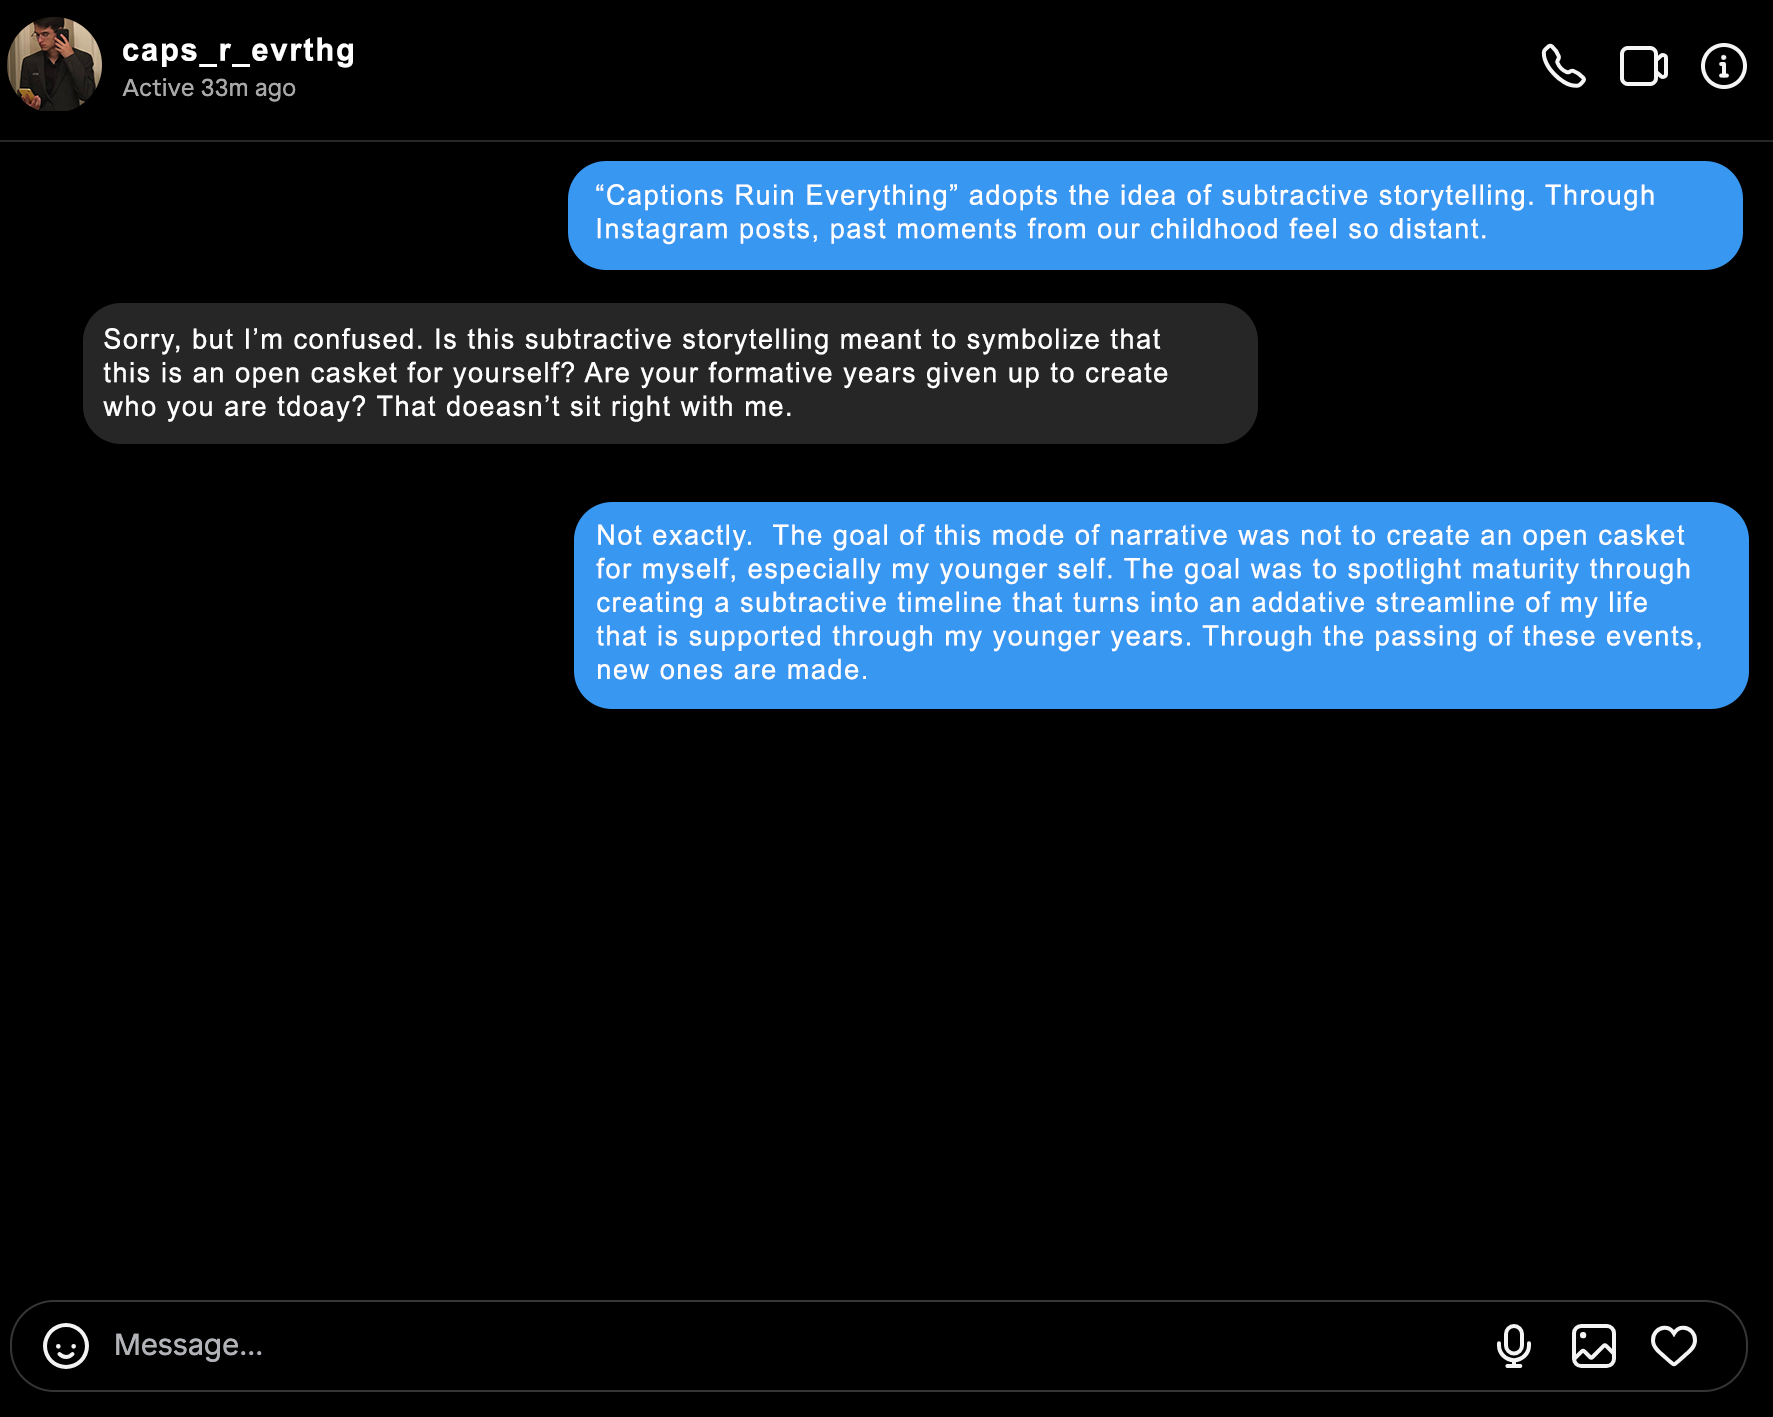 caps_r_evrthg
Active 33m ago
“Captions Ruin Everything” adopts the idea of subtractive storytelling. Through
Instagram posts, past moments from our childhood feel so distant.
Sorry, but I’m confused. Is this subtractive storytelling meant to symbolize that
this is an open casket for yourself? Are your formative years given up to create
who you are tdoay? That doeasn’t sit right with me.
Not exactly.  The goal of this mode of narrative was not to create an open casket
for myself, especially my younger self. The goal was to spotlight maturity through
creating a subtractive timeline that turns into an addative streamline of my life
that is supported through my younger years. Through the passing of these events,
new ones are made.
Message...